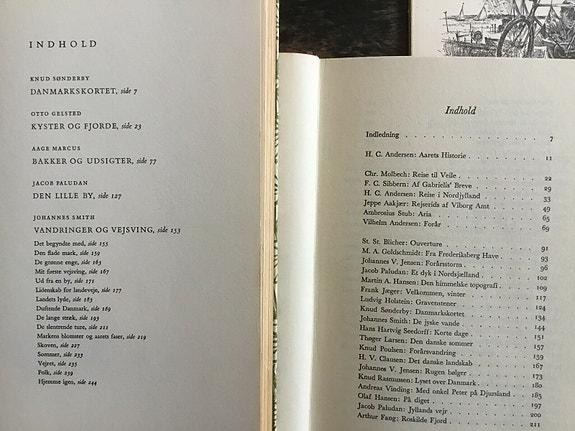 INDHOLD
KNUD SØNDERBY
DANMARKSKORTET, side 7
OTTO GELSTED
KYSTER OG FJORDE, side 23
AAGE MARCUS
BAKKER OG UDSIGTER, side 77
JACOB PALUDAN
DEN LILLE BY, side 127
JOHANNES SMITH
VANDRINGER OG VEJSVING, side 153
Det begyndte med, side 155
Den flade mark, side 159
De grønne enge, side 163
Mit første vejsving, side 167
Ud fra en by, side 171
Lidenskab for landeveje, side 177
Landets lyde, side 183
Duftende Danmark, side 189
De lange stræk, side 193
De slentrende ture, side 211
Markens blomster og aarets faser, side 219
Skoven, side 227
Sommer, side 233
Vejret, side 235
Folk, side 239
Hjemme igen, side 244
Indhold
Indledning . . . . . . . . . . 7
H. C. Andersen: Aarets Historie . . . . 11
Chr. Molbech: Reise til Veile . . . . 22
F. C. Sibbern: Af Gabrielis' Breve . . . . 29
H. C. Andersen: Reise i Nordjylland . . . . 33
Jeppe Aakjær: Rejserids af Viborg Amt . . . . 49
Ambrosius Stub: Aria . . . . 65
Vilhelm Andersen: Forår . . . . 69
St. St. Blicher: Ouverture . . . . 91
M. A. Goldschmidt: Fra Frederiksberg Have . . . . 93
Johannes V. Jensen: Forårsstorm . . . . 96
Jacob Paludan: Et dyk i Nordsjælland . . . . 102
Martin A. Hansen: Den himmelske topografi . . . . 109
Frank Jæger: Velkommen, vinter . . . . 117
Ludvig Holstein: Gravenstener . . . . 124
Knud Sønderby: Danmarkskortet . . . . 134
Johannes Smith: De jyske vande . . . . 144
Hans Hartvig Seedorff: Korte dage . . . . 151
Thøger Larsen: Den danske sommer . . . . 157
Knud Poulsen: Forårsvandring . . . . 159
H. V. Clausen: Det danske landskab . . . . 167
Johannes V. Jensen: Rugen bølger . . . . 173
Knud Rasmussen: Lyset over Danmark . . . . 180
Andreas Vinding: Med onkel Peter på Djursland . . . . 185
Olaf Hansen: På diget . . . . 197
Jacob Paludan: Jyllands vejr . . . . 200
Arthur Fang: Roskilde Fjord . . . . 211